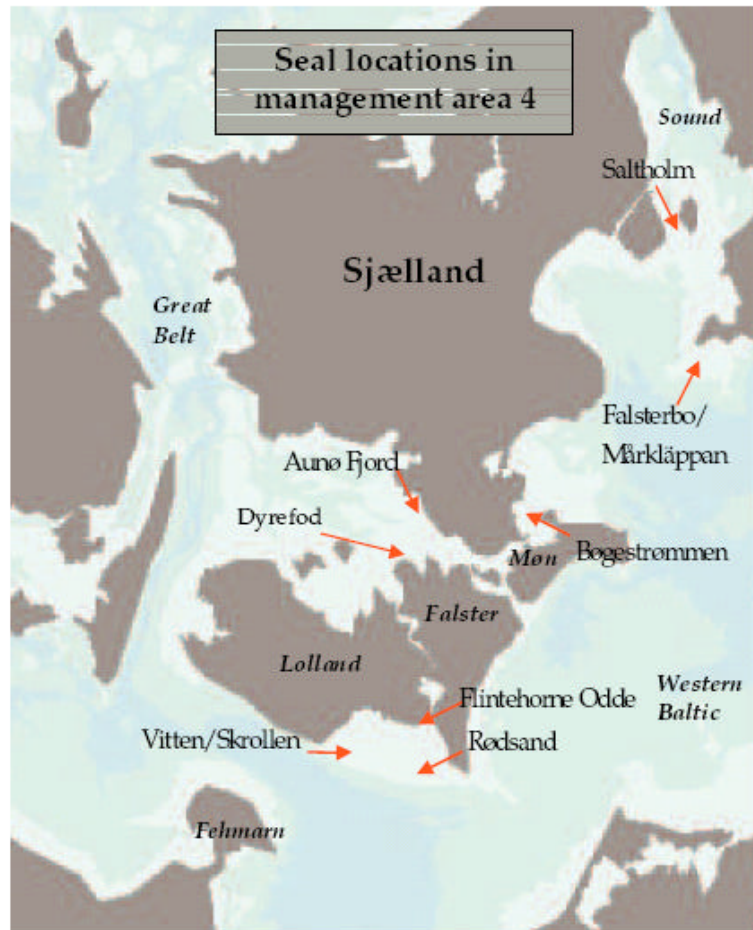 Seal locations in
management area 4
Sound
Saltholm
Sjælland
Great
Belt
Falsterbo/
Mårkläppan
Aunø Fjord
Dyrefod
Bøgestrømmen
Møn
Falster
Lolland
Flintehorne Odde
Western
Baltic
Vitten/Skrollen
Rødsand
Fehmarn